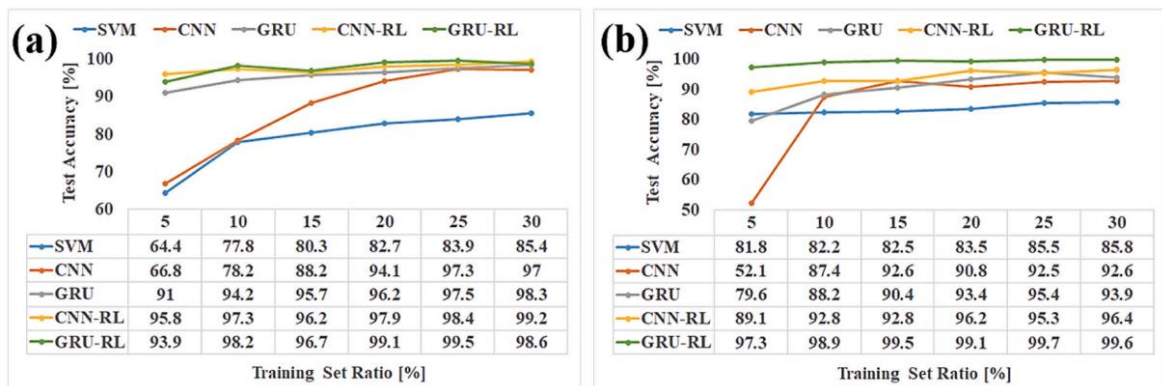 (a)
SVM CNN GRU CNN-RL GRU-RL
Test Accuracy [%]
100
90
80
70
60
5 10 15 20 25 30
SVM 64.4 77.8 80.3 82.7 83.9 85.4
CNN 66.8 78.2 88.2 94.1 97.3 97
GRU 91 94.2 95.7 96.2 97.5 98.3
CNN-RL 95.8 97.3 96.2 97.9 98.4 99.2
GRU-RL 93.9 98.2 96.7 99.1 99.5 98.6
Training Set Ratio [%]
(b)
SVM CNN GRU CNN-RL GRU-RL
Test Accuracy [%]
100
90
80
70
60
50
5 10 15 20 25 30
SVM 81.8 82.2 82.5 83.5 85.5 85.8
CNN 52.1 87.4 92.6 90.8 92.5 92.6
GRU 79.6 88.2 90.4 93.4 95.4 93.9
CNN-RL 89.1 92.8 92.8 96.2 95.3 96.4
GRU-RL 97.3 98.9 99.5 99.1 99.7 99.6
Training Set Ratio [%]